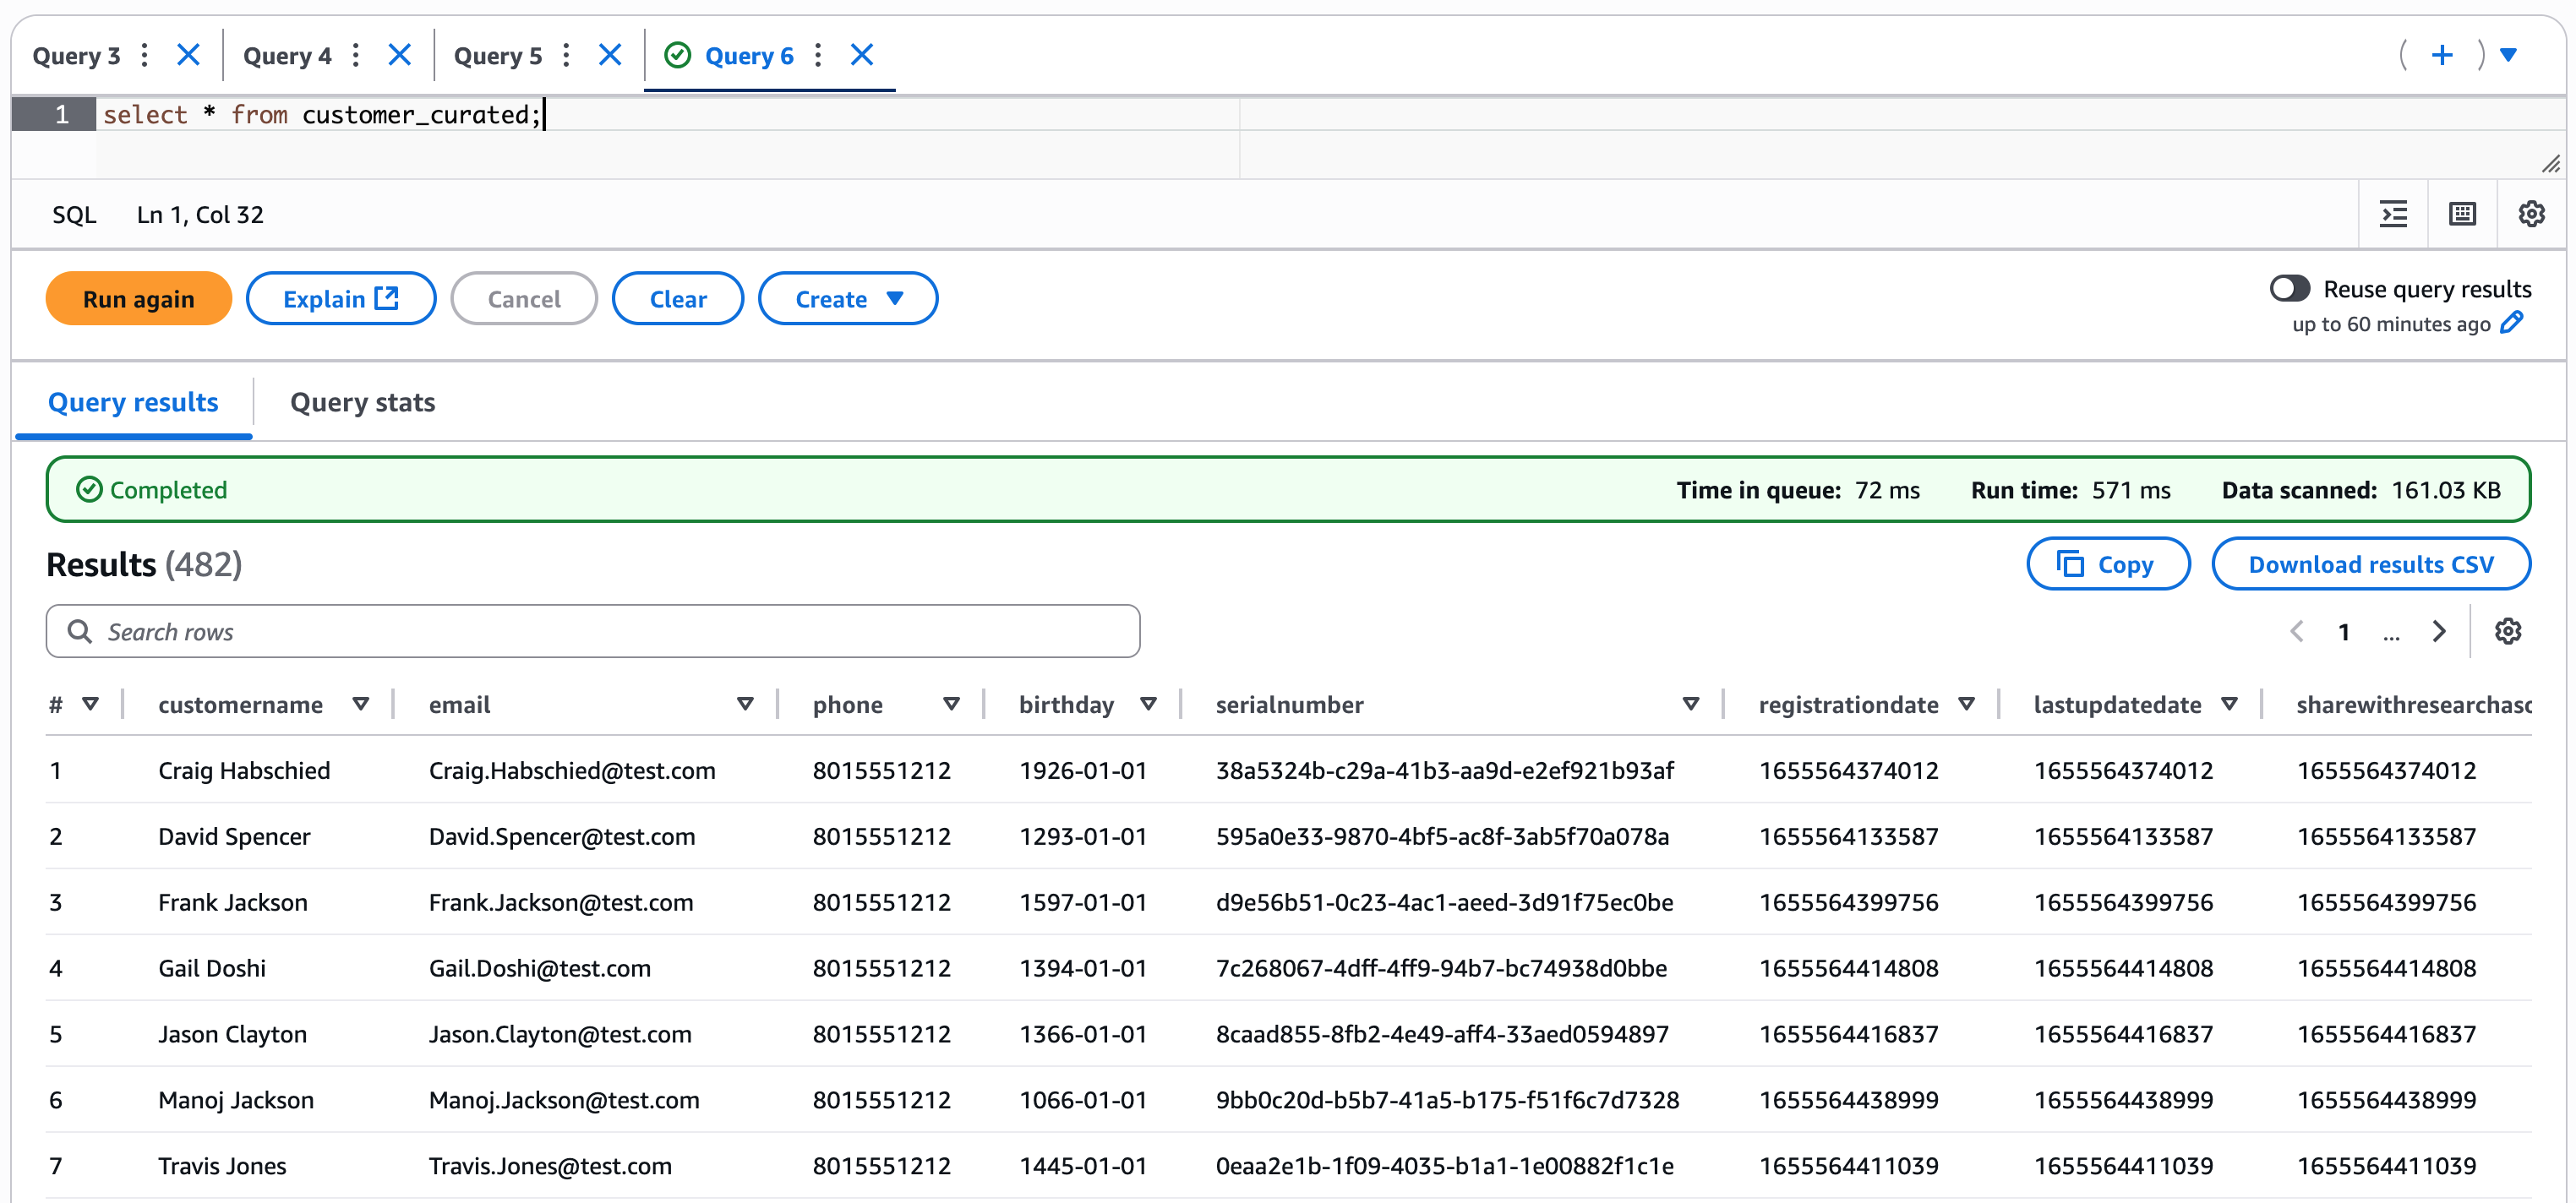 Query 3 Query 4 Query 5 Query 6
1 select * from customer_curated;
SQL Ln 1, Col 32
Run again Explain Cancel Clear Create Reuse query results
up to 60 minutes ago
Query results Query stats
Completed Time in queue: 72 ms Run time: 571 ms Data scanned: 161.03 KB
Results (482) Copy Download results CSV
Search rows 1 ...
# customername email phone birthday serialnumber registrationdate lastupdatedate sharewithresearchaso
1 Craig Habschied Craig.Habschied@test.com 8015551212 1926-01-01 38a5324b-c29a-41b3-aa9d-e2ef921b93af 1655564374012 1655564374012 1655564374012
2 David Spencer David.Spencer@test.com 8015551212 1293-01-01 595a0e33-9870-4bf5-ac8f-3ab5f70a078a 1655564133587 1655564133587 1655564133587
3 Frank Jackson Frank.Jackson@test.com 8015551212 1597-01-01 d9e56b51-0c23-4ac1-aeed-3d91f75ec0be 1655564399756 1655564399756 1655564399756
4 Gail Doshi Gail.Doshi@test.com 8015551212 1394-01-01 7c268067-4dff-4ff9-94b7-bc74938d0bbe 1655564414808 1655564414808 1655564414808
5 Jason Clayton Jason.Clayton@test.com 8015551212 1366-01-01 8caad855-8fb2-4e49-aff4-33aed0594897 1655564416837 1655564416837 1655564416837
6 Manoj Jackson Manoj.Jackson@test.com 8015551212 1066-01-01 9bb0c20d-b5b7-41a5-b175-f51f6c7d7328 1655564438999 1655564438999 1655564438999
7 Travis Jones Travis.Jones@test.com 8015551212 1445-01-01 0eaa2e1b-1f09-4035-b1a1-1e00882f1c1e 1655564411039 1655564411039 1655564411039